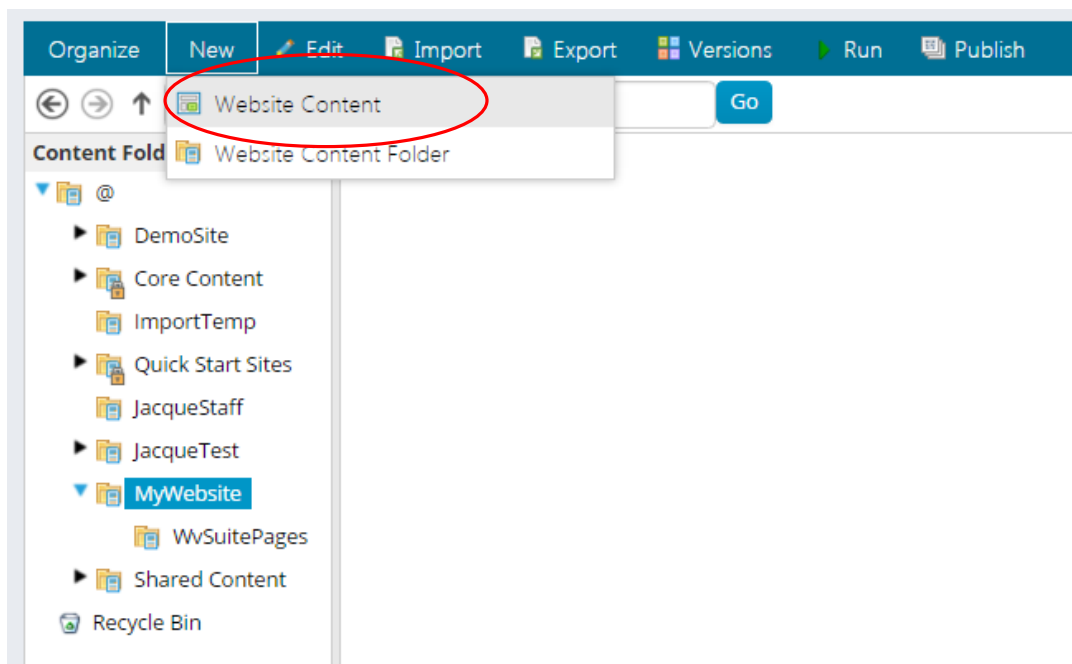 Organize New Edit Import Export Versions Run Publish
Website Content Go
Content Fold Website Content Folder
@
DemoSite
Core Content
ImportTemp
Quick Start Sites
JacqueStaff
JacqueTest
MyWebsite
WvSuitePages
Shared Content
Recycle Bin